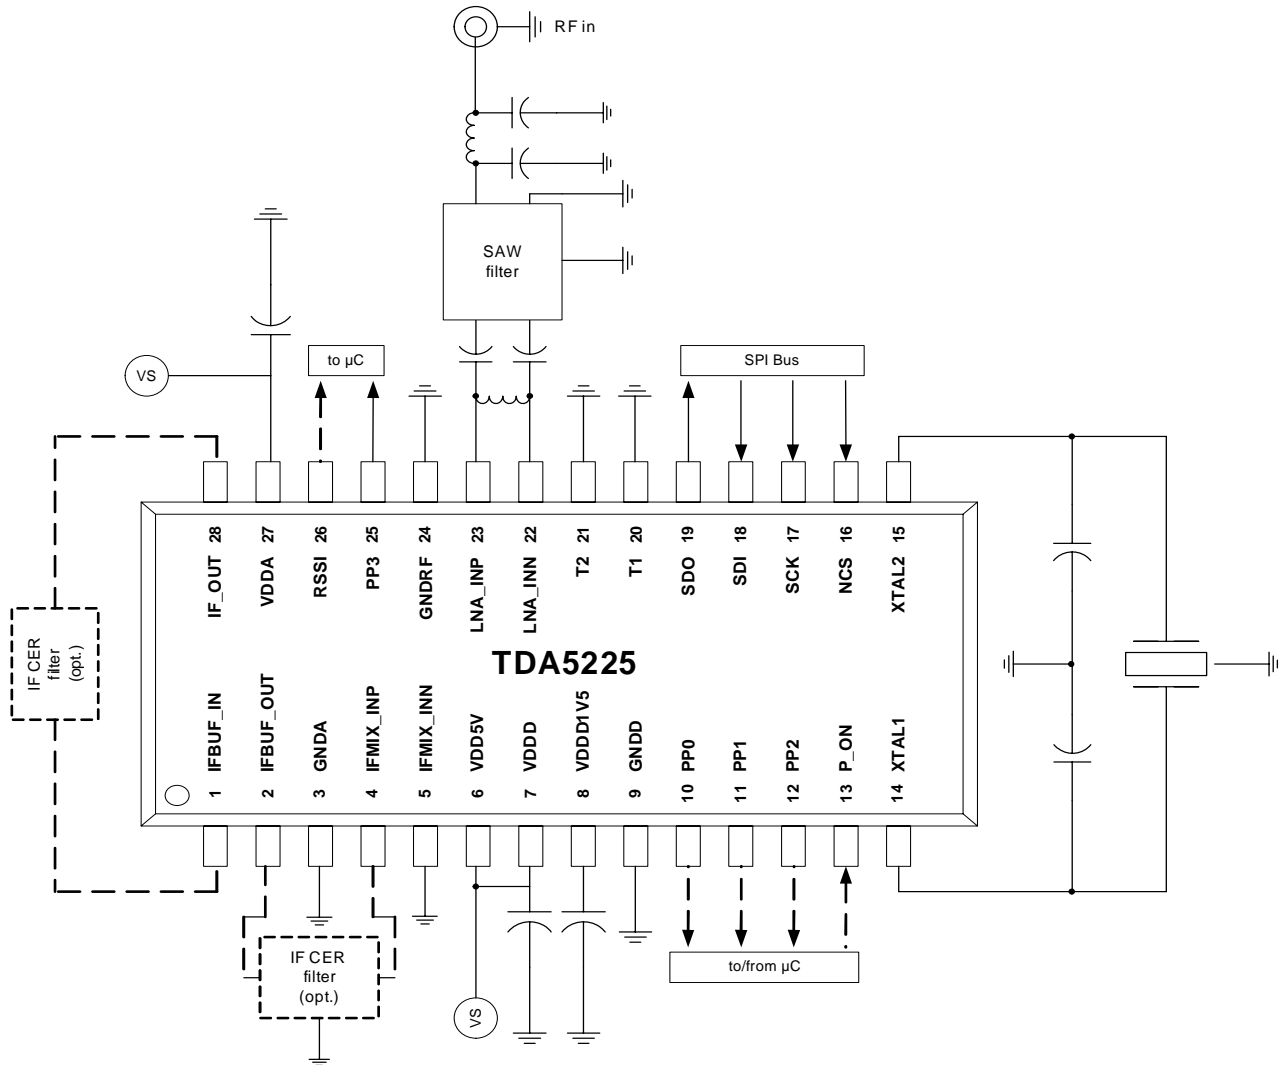 RF in
SAW
filter
VS
to µC
SPI Bus
28 27 26 25 24 23 22 21 20 19 18 17 16 15
IF_OUT
VDDA
RSSI
PP3
GNDRF
LNA_INP
LNA_INN
T2
T1
SDO
SDI
SCK
NCS
XTAL2
IF CER
filter
(opt.)
TDA5225
IFBUF_IN
IFBUF_OUT
GNDA
IFMIX_INP
IFMIX_INN
VDD5V
VDDD
VDDD1V5
GNDD
PP0
PP1
PP2
P_ON
XTAL1
1 2 3 4 5 6 7 8 9 10 11 12 13 14
IF CER
filter
(opt.)
to/from µC
VS